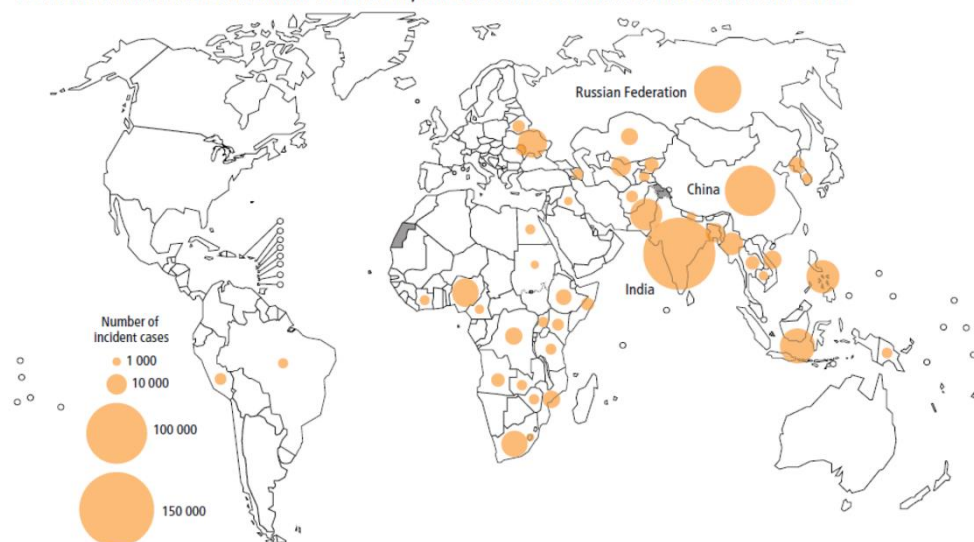 Russian Federation
China
India
Number of
incident cases
1 000
10 000
100 000
150 000